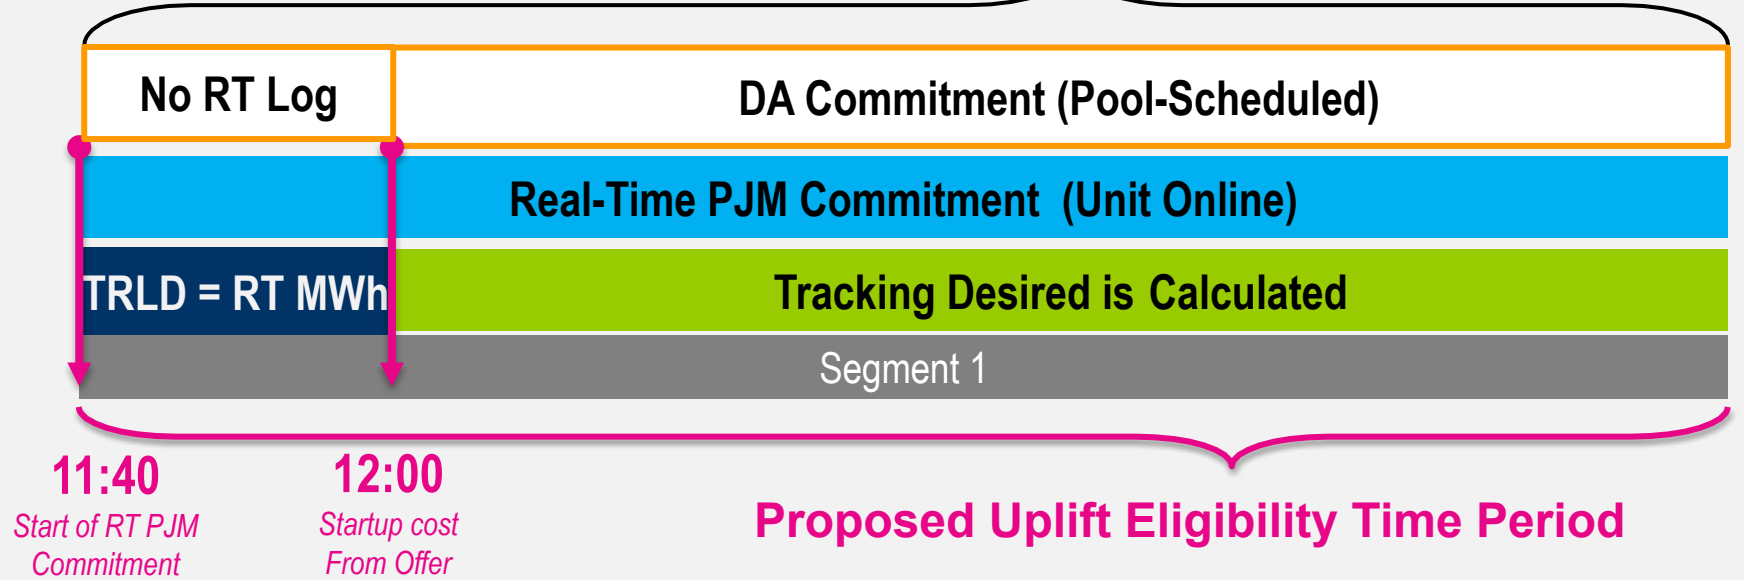 No RT Log
DA Commitment (Pool-Scheduled)
Real-Time PJM Commitment (Unit Online)
TRLD = RT MWh
Tracking Desired is Calculated
Segment 1
11:40
Start of RT PJM
Commitment
12:00
Startup cost
From Offer
Proposed Uplift Eligibility Time Period